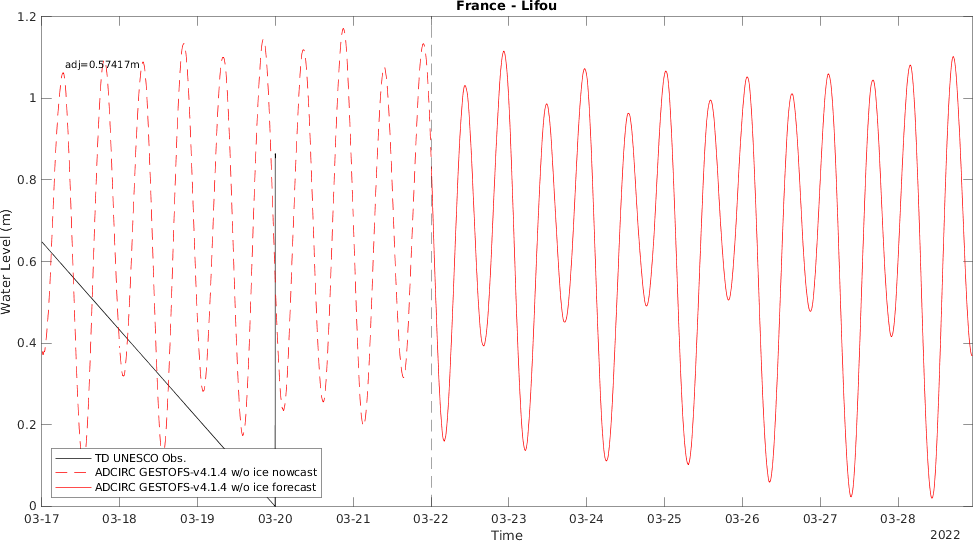 France - Lifou
Water Level (m)
1.2
1
0.8
0.6
0.4
0.2
0
adj=0.57417m
TD UNESCO Obs.
ADCIRC GESTOFS-v4.1.4 w/o ice nowcast
ADCIRC GESTOFS-v4.1.4 w/o ice forecast
03-17 03-18 03-19 03-20 03-21 03-22 03-23 03-24 03-25 03-26 03-27 03-28
2022
Time